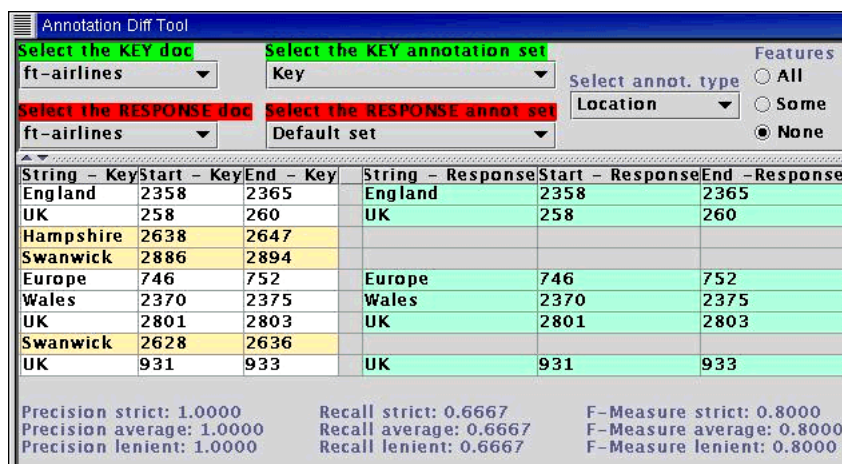 Annotation Diff Tool
Select the KEY doc Select the KEY annotation set Features
ft-airlines Key Select annot. type All
Select the RESPONSE doc Select the RESPONSE annot set Location Some
ft-airlines Default set None
String - Key Start - Key End - Key String - Response Start - Response End -Response
England 2358 2365 England 2358 2365
UK 258 260 UK 258 260
Hampshire 2638 2647
Swanwick 2886 2894
Europe 746 752 Europe 746 752
Wales 2370 2375 Wales 2370 2375
UK 2801 2803 UK 2801 2803
Swanwick 2628 2636
UK 931 933 UK 931 933
Precision strict: 1.0000 Recall strict: 0.6667 F-Measure strict: 0.8000
Precision average: 1.0000 Recall average: 0.6667 F-Measure average: 0.8000
Precision lenient: 1.0000 Recall lenient: 0.6667 F-Measure lenient: 0.8000